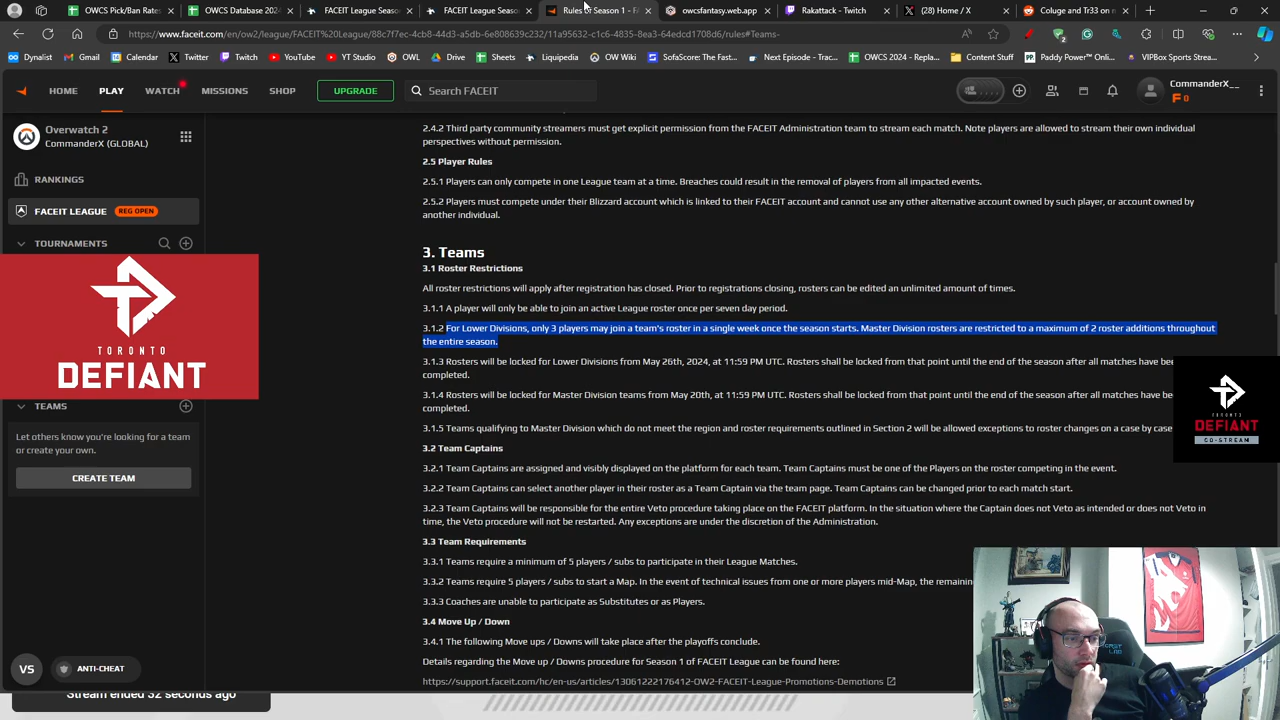 OWCS Pick/Ban Rates
OWCS Database 2024
FACEIT League Season
FACEIT League Season
Rules of Season 1 - F
owcsfantasy.web.app
Rakattack - Twitch
(28) Home / X
Coluge and Tr33 on
https://www.faceit.com/en/ow2/league/FACEIT%20League/88c7f7ec-4cb8-44d3-a5db-6e808639c232/11a95632-c1c6-4835-8ea3-64edcd1708d6/rules#Teams-
Dynalist
Gmail
Calendar
Twitter
Twitch
YouTube
YT Studio
OWL
Drive
Sheets
Liquipedia
OW Wiki
SofaScore: The Fast...
Next Episode - Trac...
OWCS 2024 - Repla...
Content Stuff
Paddy Power™ Onli...
VIPBox Sports Strea...
HOME
PLAY
WATCH
MISSIONS
SHOP
UPGRADE
Search FACEIT
CommanderX__
0
Overwatch 2
CommanderX (GLOBAL)
RANKINGS
FACEIT LEAGUE
REG OPEN
TOURNAMENTS
TORONTO
DEFIANT
TEAMS
Let others know you're looking for a team
or create your own.
CREATE TEAM
VS
ANTI-CHEAT
Stream ended 32 seconds ago
2.4.2 Third party community streamers must get explicit permission from the FACEIT Administration team to stream each match. Note players are allowed to stream their own individual
perspectives without permission.
2.5 Player Rules
2.5.1 Players can only compete in one League team at a time. Breaches could result in the removal of players from all impacted events.
2.5.2 Players must compete under their Blizzard account which is linked to their FACEIT account and cannot use any other alternative account owned by such player, or account owned by
another individual.
3. Teams
3.1 Roster Restrictions
All roster restrictions will apply after registration has closed. Prior to registrations closing, rosters can be edited an unlimited amount of times.
3.1.1 A player will only be able to join an active League roster once per seven day period.
3.1.2 For Lower Divisions, only 3 players may join a team's roster in a single week once the season starts. Master Division rosters are restricted to a maximum of 2 roster additions throughout
the entire season.
3.1.3 Rosters will be locked for Lower Divisions from May 26th, 2024, at 11:59 PM UTC. Rosters shall be locked from that point until the end of the season after all matches have been
completed.
3.1.4 Rosters will be locked for Master Division teams from May 20th, at 11:59 PM UTC. Rosters shall be locked from that point until the end of the season after all matches have been
completed.
3.1.5 Teams qualifying to Master Division which do not meet the region and roster requirements outlined in Section 2 will be allowed exceptions to roster changes on a case by case
3.2 Team Captains
3.2.1 Team Captains are assigned and visibly displayed on the platform for each team. Team Captains must be one of the Players on the roster competing in the event.
3.2.2 Team Captains can select another player in their roster as a Team Captain via the team page. Team Captains can be changed prior to each match start.
3.2.3 Team Captains will be responsible for the entire Veto procedure taking place on the FACEIT platform. In the situation where the Captain does not Veto as intended or does not Veto in
time, the Veto procedure will not be restarted. Any exceptions are under the discretion of the Administration.
3.3 Team Requirements
3.3.1 Teams require a minimum of 5 players / subs to participate in their League Matches.
3.3.2 Teams require 5 players / subs to start a Map. In the event of technical issues from one or more players mid-Map, the remaining
3.3.3 Coaches are unable to participate as Substitutes or as Players.
3.4 Move Up / Down
3.4.1 The following Move ups / Downs will take place after the playoffs conclude.
Details regarding the Move up / Downs procedure for Season 1 of FACEIT League can be found here:
https://support.faceit.com/hc/en-us/articles/13061222176412-OW2-FACEIT-League-Promotions-Demotions
TORONTO
DEFIANT
CO-STREAM